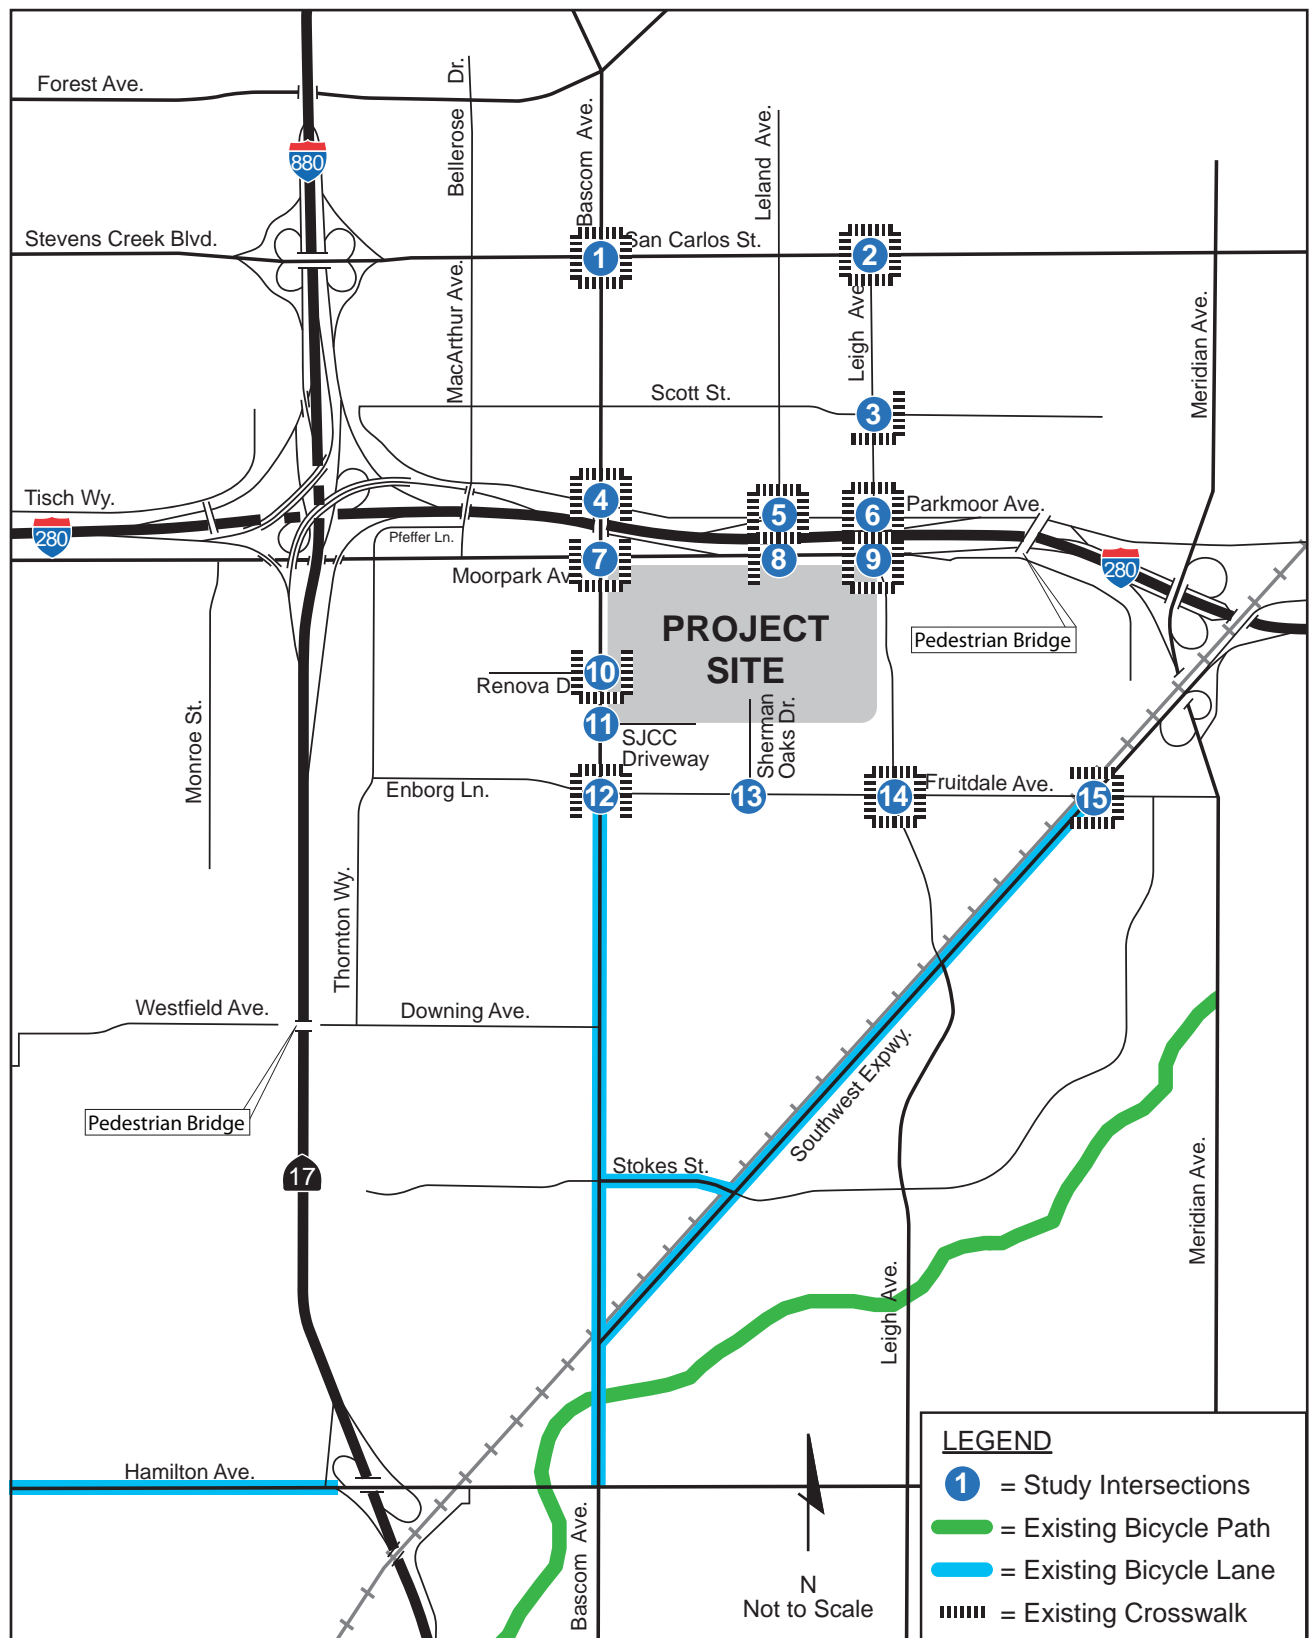 Forest Ave.
Bellerose Dr.
Bascom Ave.
Leland Ave.
880
Stevens Creek Blvd.
San Carlos St.
1
2
MacArthur Ave.
Leigh Ave
Meridian Ave.
Scott St.
3
Tisch Wy.
280
4
5
6
Parkmoor Ave.
Pfeffer Ln.
7
8
9
280
Moorpark Av
PROJECT
SITE
Pedestrian Bridge
10
Renova D
11
SJCC
Driveway
Sherman
Oaks Dr.
Monroe St.
Enborg Ln.
12
13
14
Fruitdale Ave.
15
Thornton Wy.
Westfield Ave.
Downing Ave.
Southwest Expwy.
Pedestrian Bridge
17
Stokes St.
Meridian Ave.
Leigh Ave.
Hamilton Ave.
Bascom Ave.
N
Not to Scale
LEGEND
1 = Study Intersections
= Existing Bicycle Path
= Existing Bicycle Lane
= Existing Crosswalk